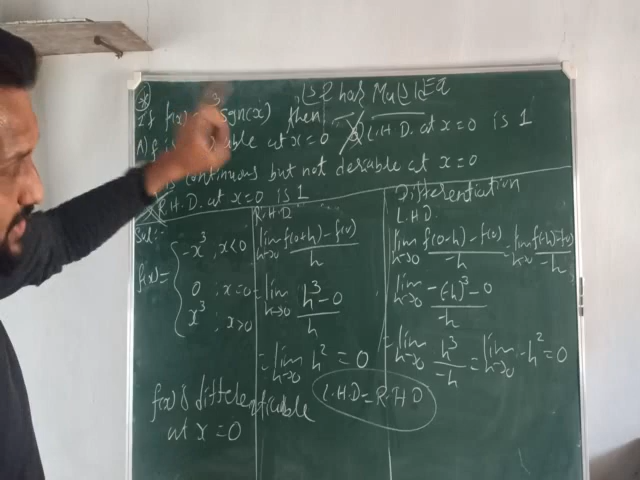 If f(x) = x³ sgn(x) then
L.H.D. at x=0 is 1
is continuous but not derivable at x=0
R.H.D. at x=0 is 1
Sol:-
f(x)= { -x³ , x<0
0 ; x=0
x³ ; x>0
f(x) is differentiable
at x=0
R.H.D.
lim h→0 f(0+h)-f(0) / h
= lim h→0 h³-0 / h
= lim h→0 h² = 0
Differentiation
L.H.D.
lim h→0 f(0-h)-f(0) / -h = lim h→0 f(-h)-f(0) / -h
lim h→0 -(-h)³-0 / -h
= lim h→0 h³ / -h = lim h→0 -h² = 0
L.H.D = R.H.D